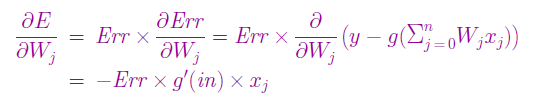 ∂E/∂W_j = Err × ∂Err/∂W_j = Err × ∂/∂W_j (y − g(∑_{j=0}^{n} W_j x_j))
= −Err × g′(in) × x_j